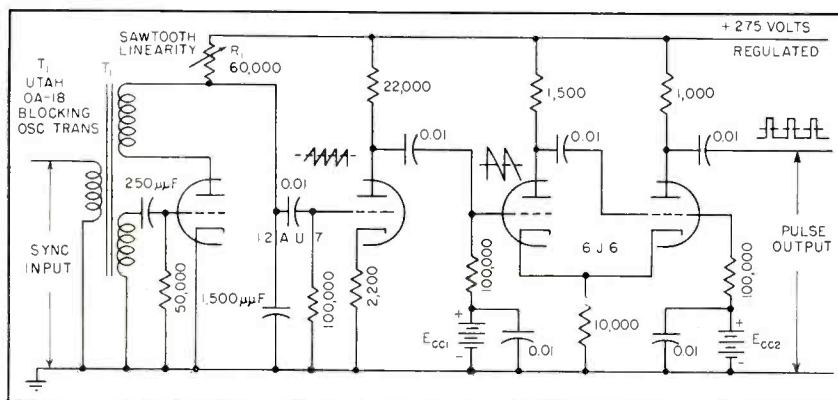 SAWTOOTH
LINEARITY
R1
60,000
+ 275 VOLTS
REGULATED
T1
UTAH
OA-18
BLOCKING
OSC TRANS
T1
22,000
1,500
1,000
0.01
0.01
0.01
250 μμF
0.01
12AU7
6J6
SYNC
INPUT
50,000
1,500 μμF
100,000
2,200
100,000
ECC1
0.01
10,000
0.01
100,000
ECC2
PULSE
OUTPUT